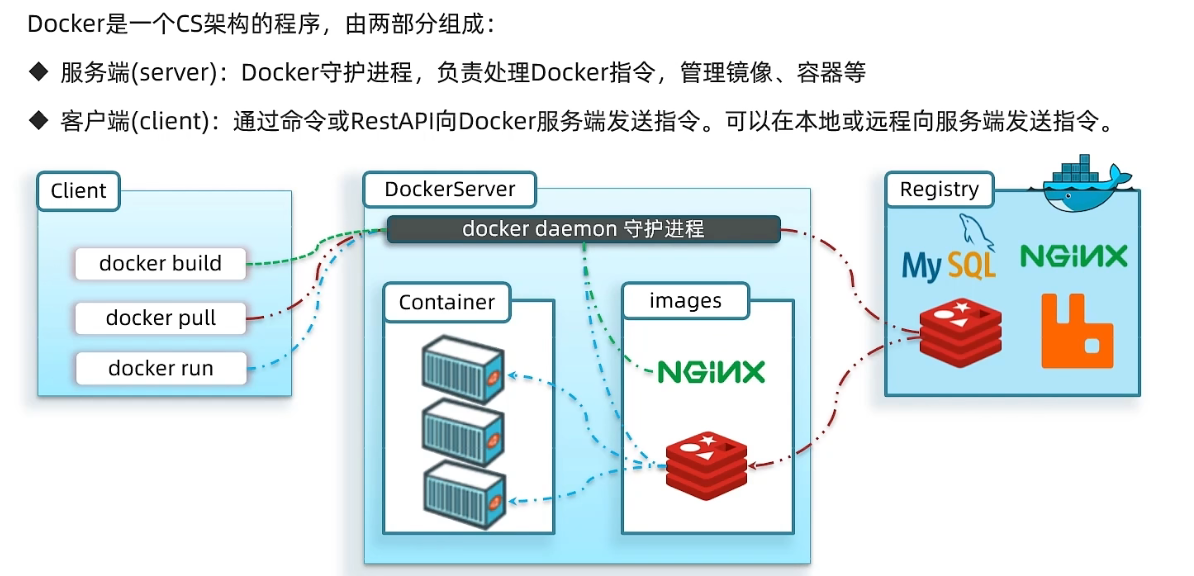 Docker是一个CS架构的程序，由两部分组成：
◆ 服务端(server)：Docker守护进程，负责处理Docker指令，管理镜像、容器等
◆ 客户端(client)：通过命令或RestAPI向Docker服务端发送指令。可以在本地或远程向服务端发送指令。
Client
DockerServer
Registry
docker daemon 守护进程
docker build
docker pull
docker run
Container
images
NGINX
MySQL
NGINX